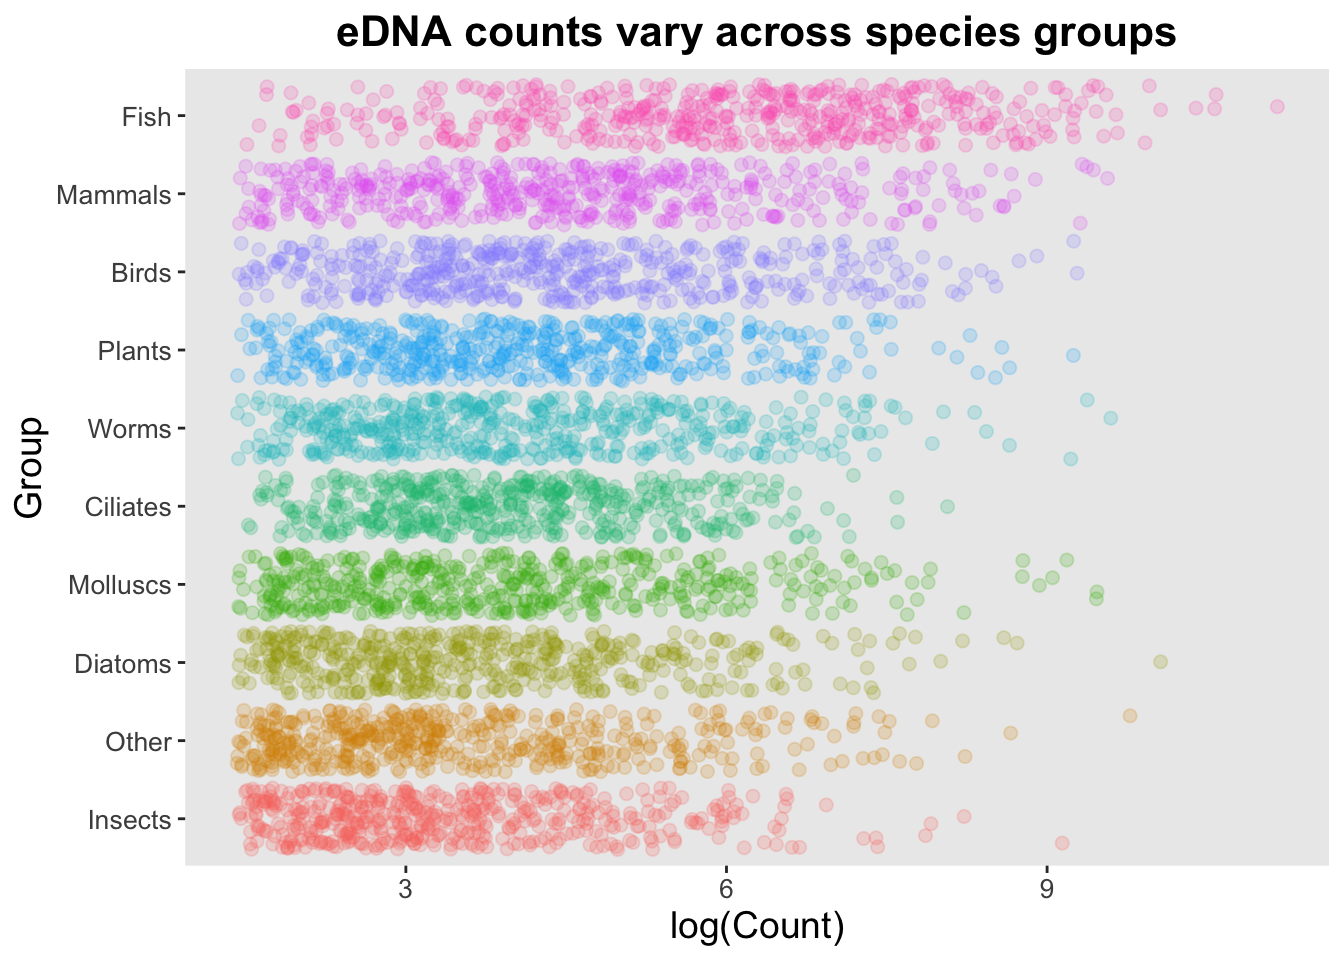 eDNA counts vary across species groups
Group
Fish
Mammals
Birds
Plants
Worms
Ciliates
Molluscs
Diatoms
Other
Insects
3 6 9
log(Count)